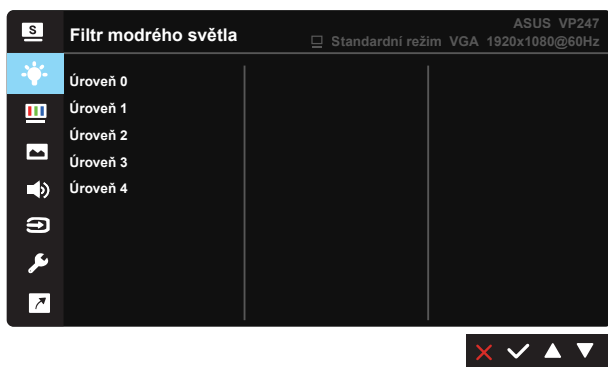 S
Filtr modrého světla
ASUS VP247
Standardní režim VGA 1920x1080@60Hz
Úroveň 0
Úroveň 1
Úroveň 2
Úroveň 3
Úroveň 4